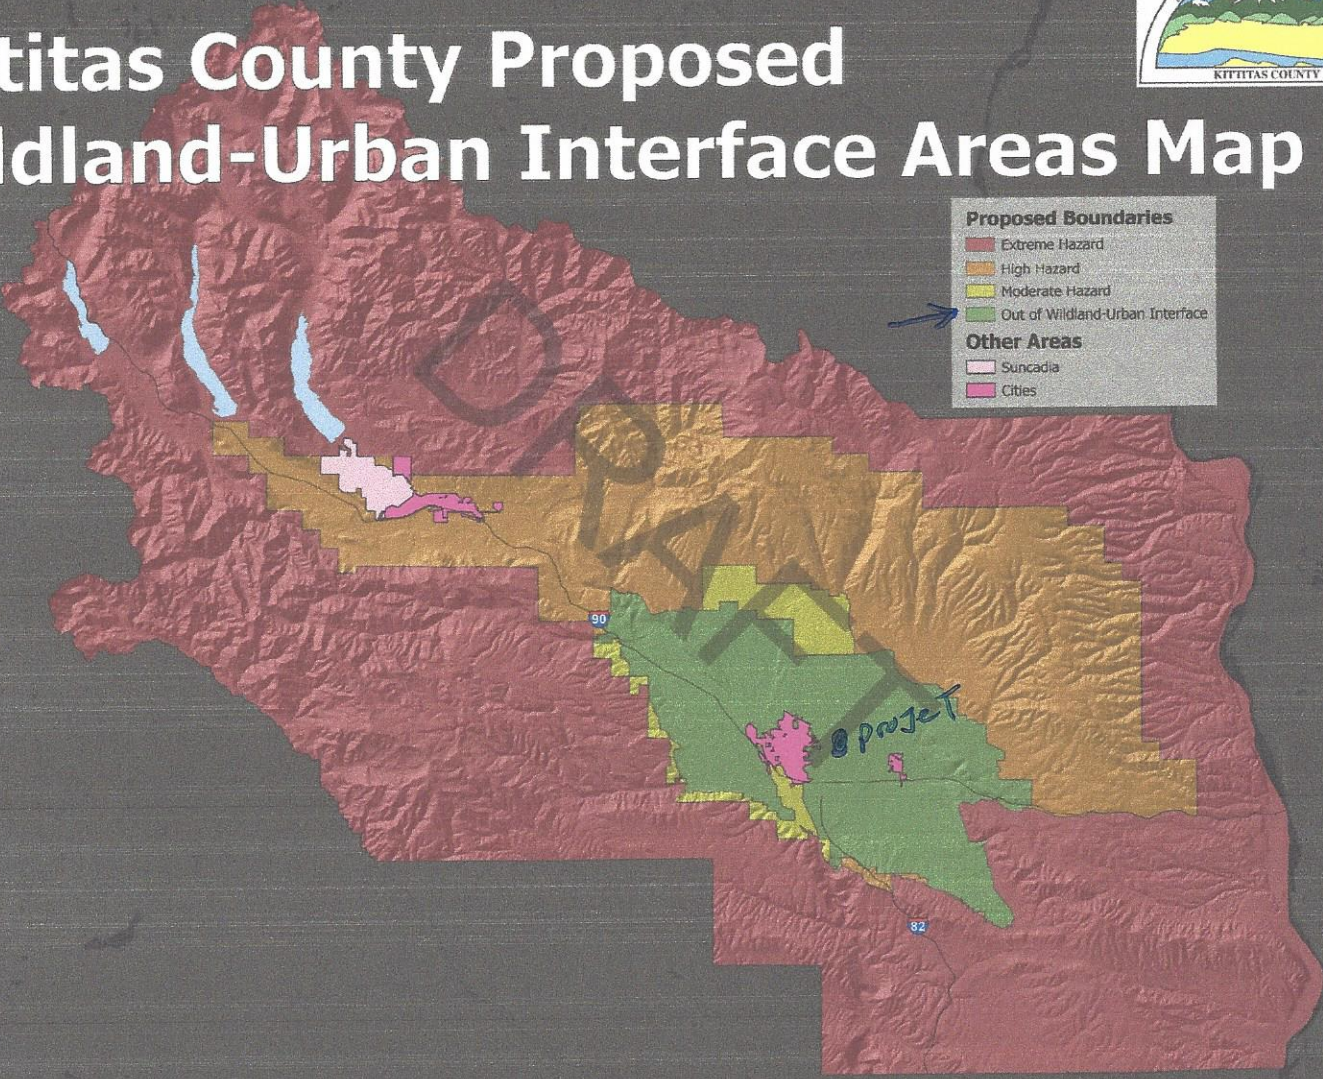 titas County Proposed
ldland-Urban Interface Areas Map
KITTITAS COUNTY
Proposed Boundaries
Extreme Hazard
High Hazard
Moderate Hazard
Out of Wildland-Urban Interface
Other Areas
Suncadia
Cities
DRAFT
90
projeT
82